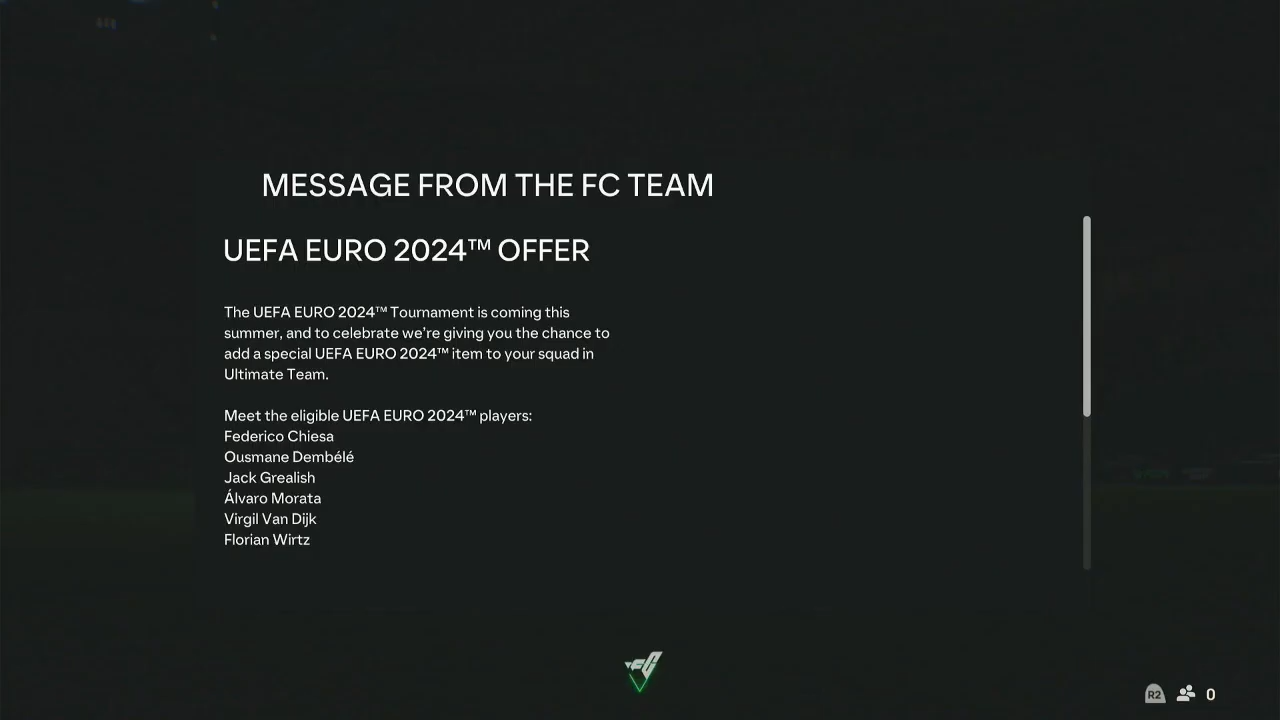 MESSAGE FROM THE FC TEAM
UEFA EURO 2024™ OFFER
The UEFA EURO 2024™ Tournament is coming this
summer, and to celebrate we're giving you the chance to
add a special UEFA EURO 2024™ item to your squad in
Ultimate Team.
Meet the eligible UEFA EURO 2024™ players:
Federico Chiesa
Ousmane Dembélé
Jack Grealish
Álvaro Morata
Virgil Van Dijk
Florian Wirtz
FC
R2 0